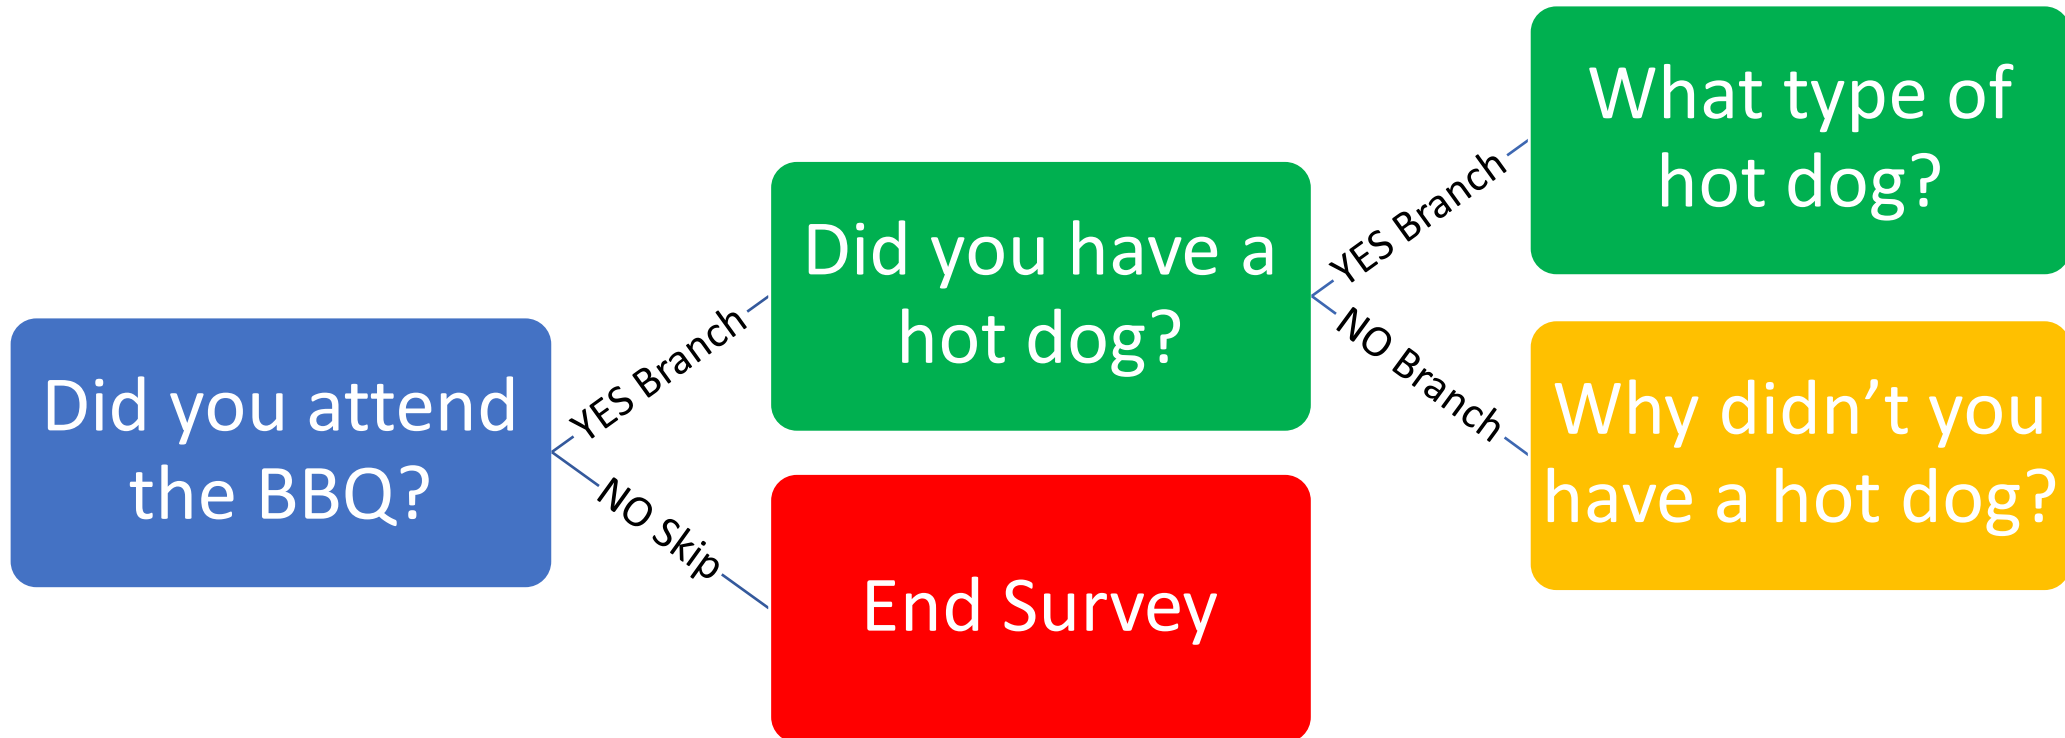 Did you attend
the BBQ?
YES Branch
NO Skip
Did you have a
hot dog?
End Survey
YES Branch
NO Branch
What type of
hot dog?
Why didn’t you
have a hot dog?